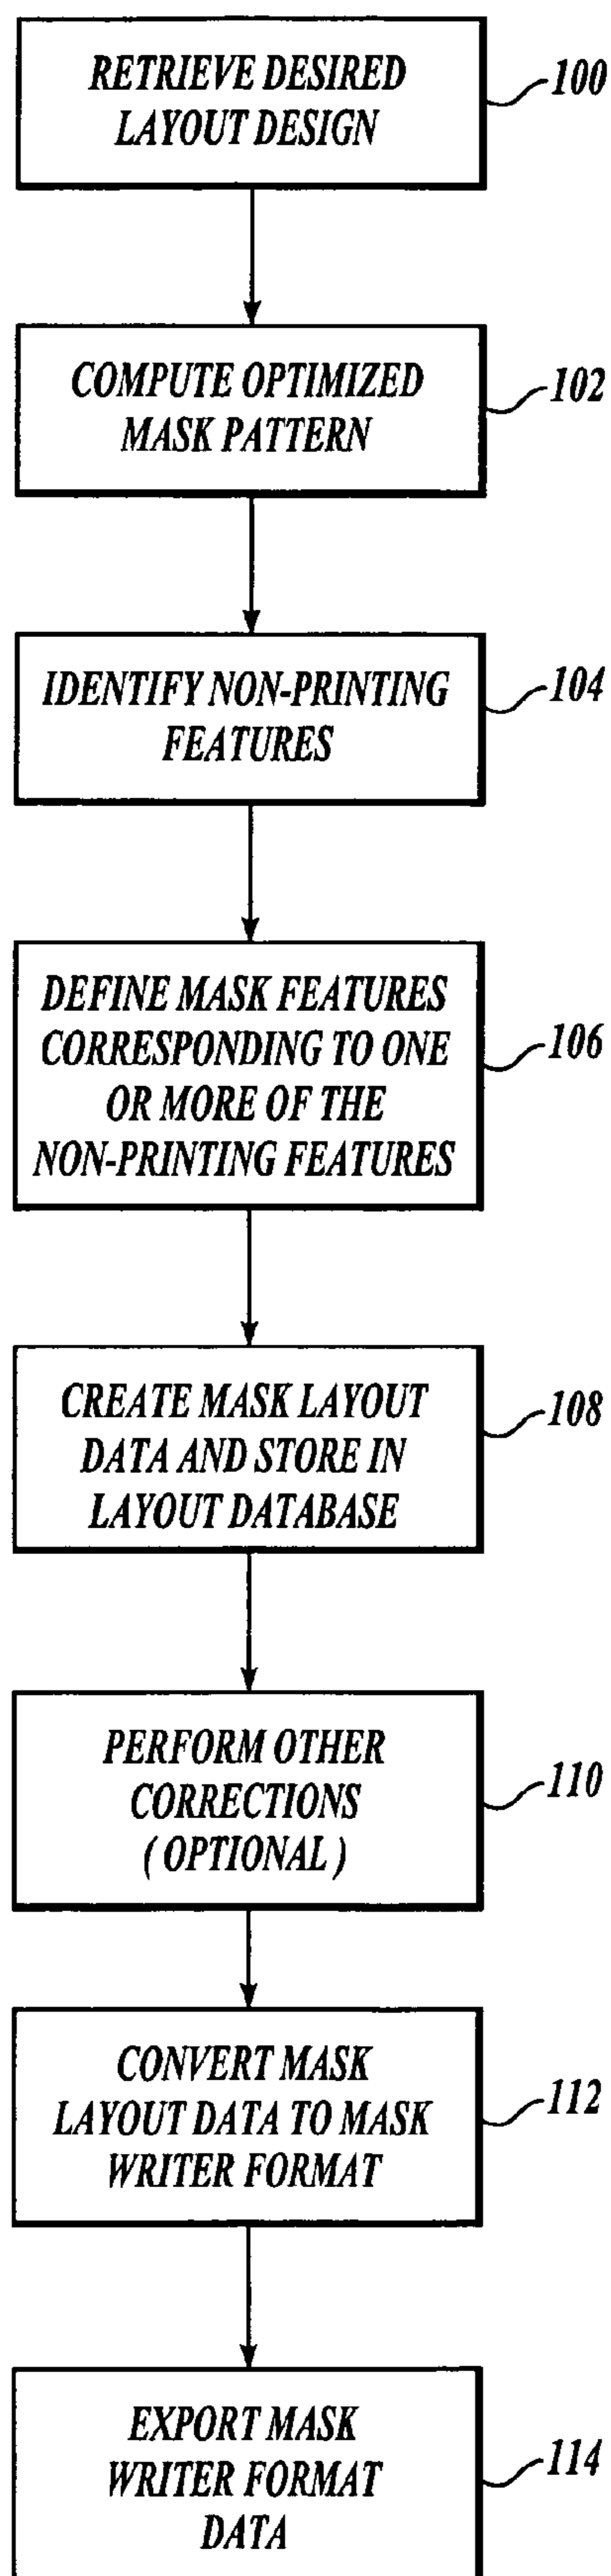 RETRIEVE DESIRED
LAYOUT DESIGN
100
COMPUTE OPTIMIZED
MASK PATTERN
102
IDENTIFY NON-PRINTING
FEATURES
104
DEFINE MASK FEATURES
CORRESPONDING TO ONE
OR MORE OF THE
NON-PRINTING FEATURES
106
CREATE MASK LAYOUT
DATA AND STORE IN
LAYOUT DATABASE
108
PERFORM OTHER
CORRECTIONS
( OPTIONAL )
110
CONVERT MASK
LAYOUT DATA TO MASK
WRITER FORMAT
112
EXPORT MASK
WRITER FORMAT
DATA
114